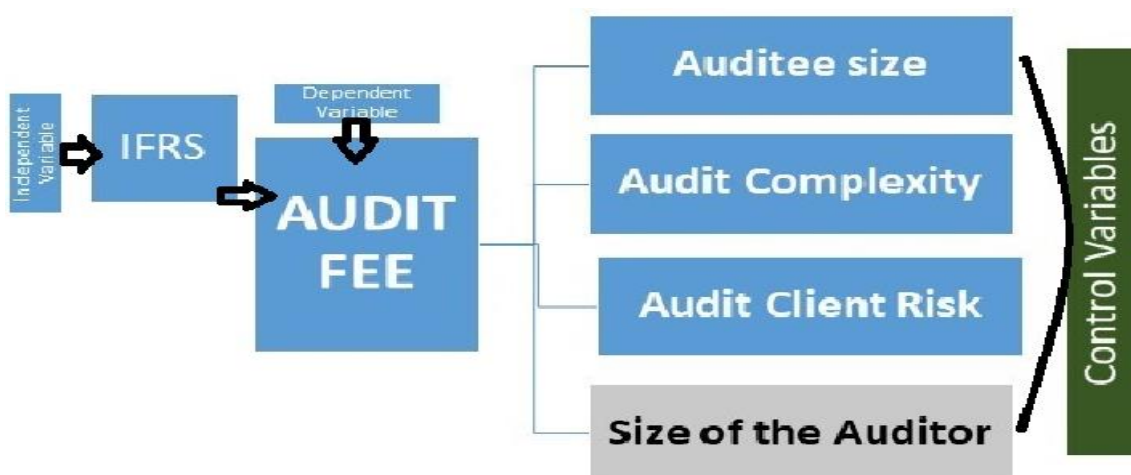 Independent
Variable
IFRS
Dependent
Variable
AUDIT
FEE
Auditee size
Audit Complexity
Audit Client Risk
Size of the Auditor
Control Variables